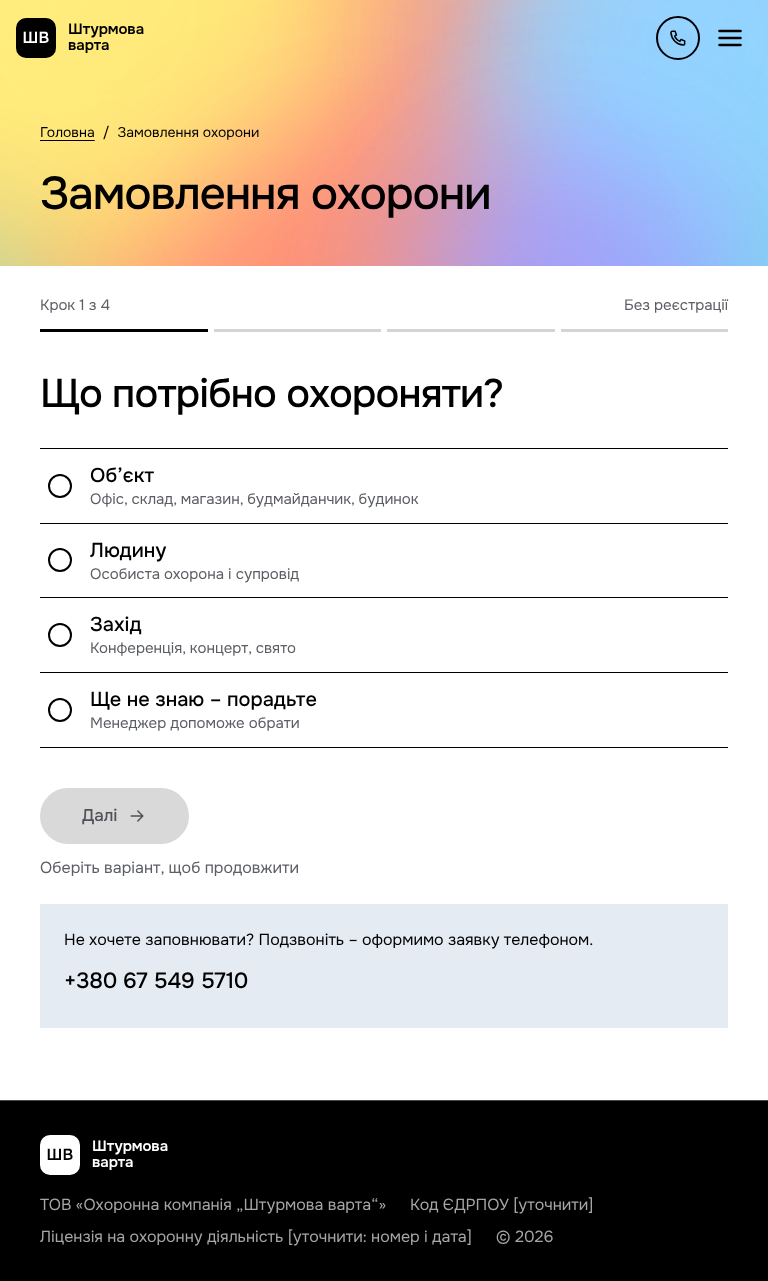 ШВ
Штурмова
варта
Головна / Замовлення охорони
Замовлення охорони
Крок 1 з 4
Без реєстрації
Що потрібно охороняти?
Об’єкт
Офіс, склад, магазин, будмайданчик, будинок
Людину
Особиста охорона і супровід
Захід
Конференція, концерт, свято
Ще не знаю – порадьте
Менеджер допоможе обрати
Далі →
Оберіть варіант, щоб продовжити
Не хочете заповнювати? Подзвоніть – оформимо заявку телефоном.
+380 67 549 5710
ШВ
Штурмова
варта
ТОВ «Охоронна компанія „Штурмова варта“» Код ЄДРПОУ [уточнити]
Ліцензія на охоронну діяльність [уточнити: номер і дата] © 2026